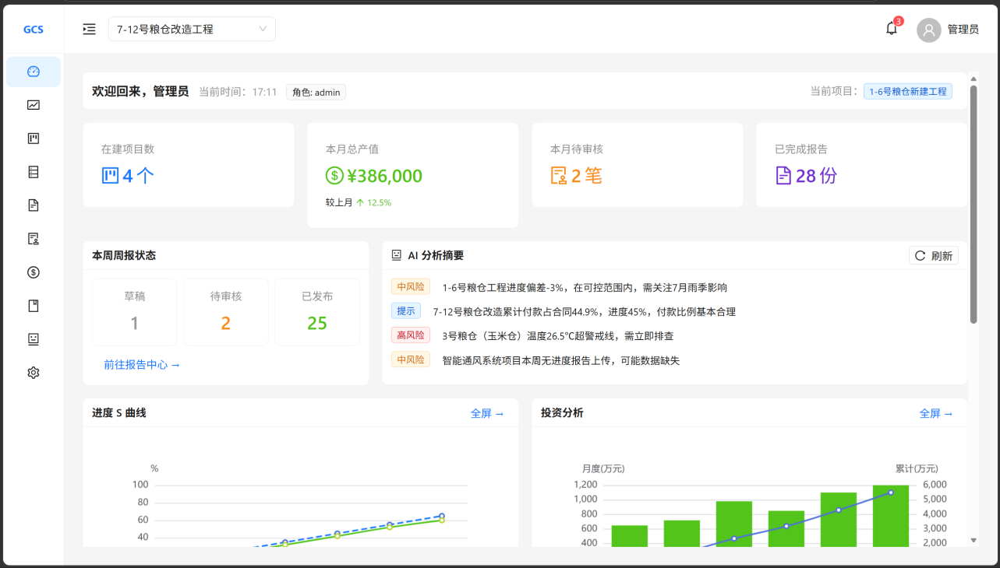 GCS
7-12号粮仓改造工程
3
管理员
欢迎回来，管理员
当前时间：17:11
角色: admin
当前项目：
1-6号粮仓新建工程
在建项目数
4 个
本月总产值
¥386,000
较上月 ↑ 12.5%
本月待审核
2 笔
已完成报告
28 份
本周周报状态
草稿
1
待审核
2
已发布
25
前往报告中心 →
AI 分析摘要
刷新
中风险 1-6号粮仓工程进度偏差-3%，在可控范围内，需关注7月雨季影响
提示 7-12号粮仓改造累计付款占合同44.9%，进度45%，付款比例基本合理
高风险 3号粮仓（玉米仓）温度26.5℃超警戒线，需立即排查
中风险 智能通风系统项目本周无进度报告上传，可能数据缺失
进度 S 曲线
全屏 →
%
100
80
60
40
投资分析
全屏 →
月度(万元)
累计(万元)
1,200
1,000
800
600
400
6,000
5,000
4,000
3,000
2,000